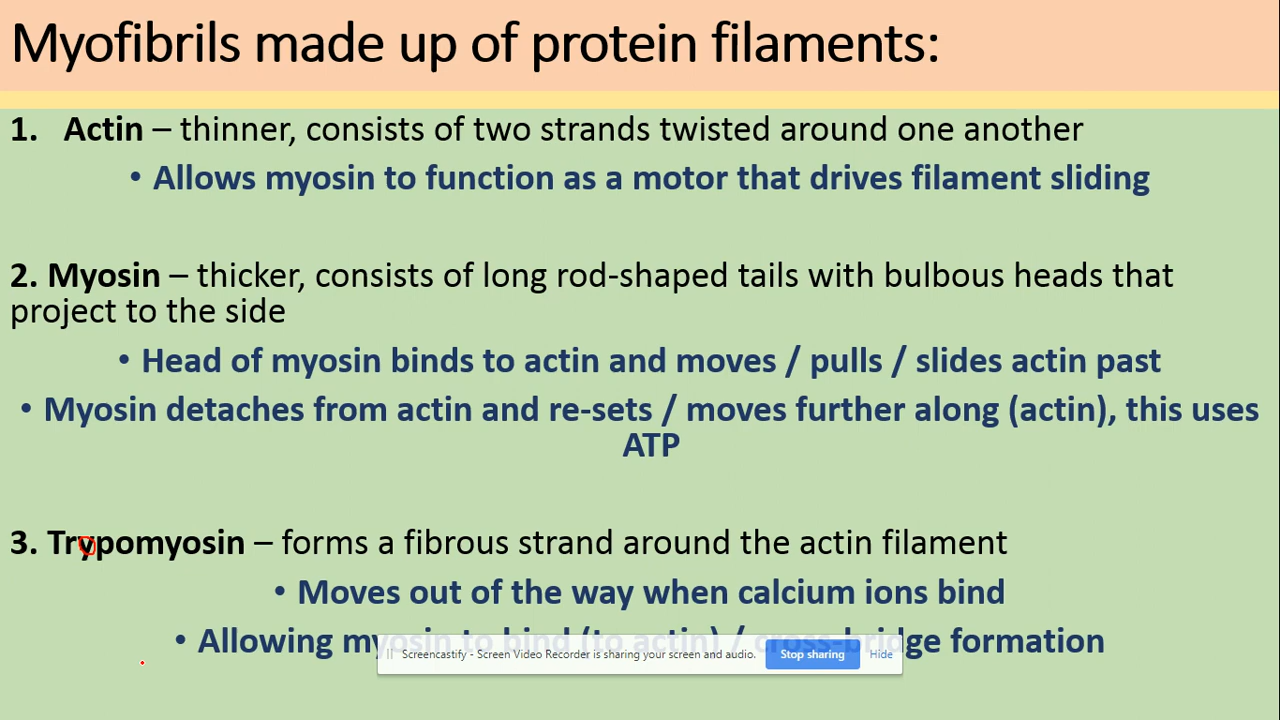 Myofibrils made up of protein filaments:
1. Actin – thinner, consists of two strands twisted around one another
• Allows myosin to function as a motor that drives filament sliding
2. Myosin – thicker, consists of long rod-shaped tails with bulbous heads that
project to the side
• Head of myosin binds to actin and moves / pulls / slides actin past
• Myosin detaches from actin and re-sets / moves further along (actin), this uses
ATP
3. Trypomyosin – forms a fibrous strand around the actin filament
• Moves out of the way when calcium ions bind
• Allowing myosin to bind (to actin) / cross-bridge formation
Screencastify - Screen Video Recorder is sharing your screen and audio. Stop sharing Hide